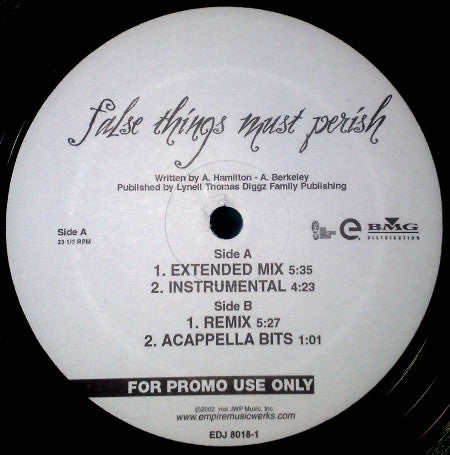 false things must perish
Written by A. Hamilton - A. Berkeley
Published by Lynell Thomas Diggz Family Publishing
Side A
33 1/3 RPM
e
BMG
DISTRIBUTION
Side A
1. EXTENDED MIX 5:35
2. INSTRUMENTAL 4:23
Side B
1. REMIX 5:27
2. ACAPPELLA BITS 1:01
FOR PROMO USE ONLY
℗©2002 Hot JWP Music, Inc.
www.empiremusicwerks.com
EDJ 8018-1